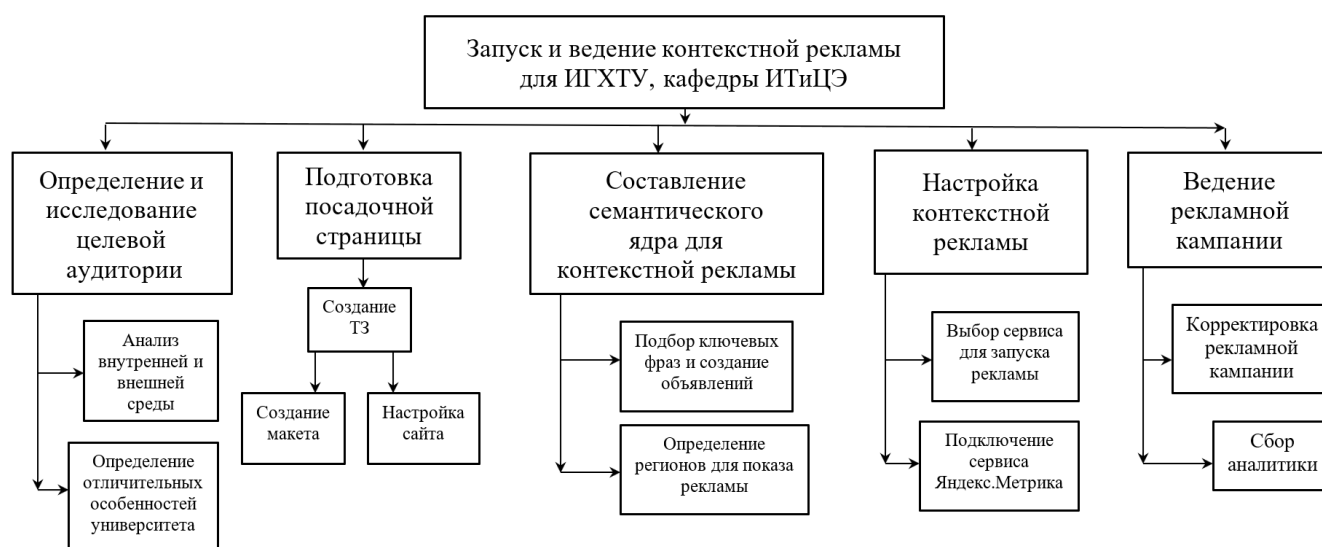 Запуск и ведение контекстной рекламы
для ИГХТУ, кафедры ИТиЦЭ
Определение и
исследование
целевой
аудитории
Подготовка
посадочной
страницы
Составление
семантического
ядра для
контекстной рекламы
Настройка
контекстной
рекламы
Ведение
рекламной
кампании
Анализ
внутренней и
внешней
среды
Определение
отличительных
особенностей
университета
Создание
ТЗ
Создание
макета
Настройка
сайта
Подбор ключевых
фраз и создание
объявлений
Определение
регионов для показа
рекламы
Выбор сервиса
для запуска
рекламы
Подключение
сервиса
Яндекс.Метрика
Корректировка
рекламной
кампании
Сбор
аналитики